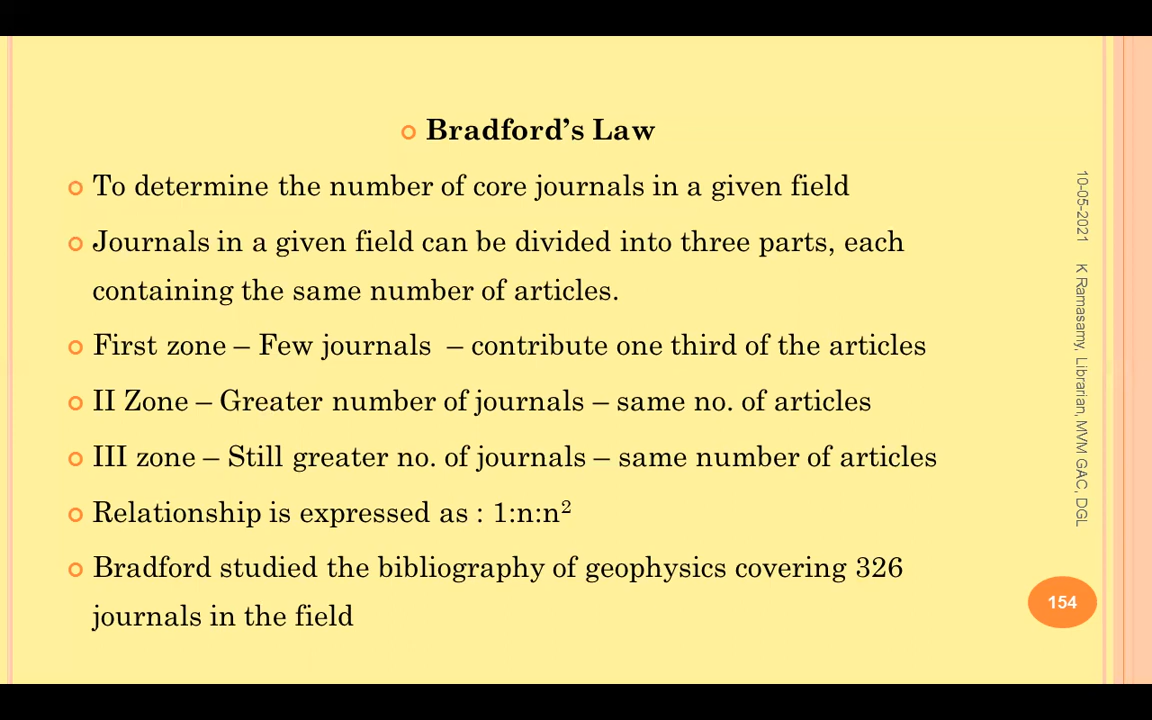 Bradford's Law
To determine the number of core journals in a given field
Journals in a given field can be divided into three parts, each
containing the same number of articles.
First zone – Few journals – contribute one third of the articles
II Zone – Greater number of journals – same no. of articles
III zone – Still greater no. of journals – same number of articles
Relationship is expressed as : 1:n:n²
Bradford studied the bibliography of geophysics covering 326
journals in the field
10-05-2021 K Ramasamy, Librarian, MVM GAC, DGL
154